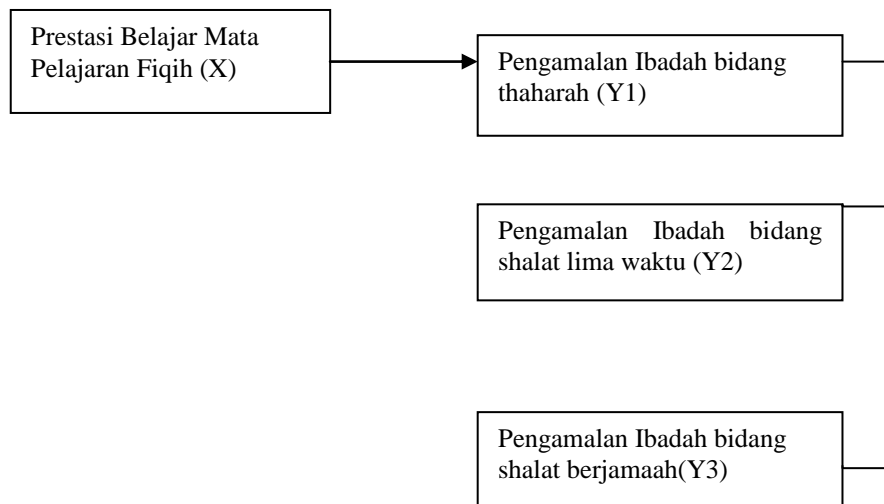 Prestasi Belajar Mata
Pelajaran Fiqih (X)
Pengamalan Ibadah bidang
thaharah (Y1)
Pengamalan Ibadah bidang
shalat lima waktu (Y2)
Pengamalan Ibadah bidang
shalat berjamaah(Y3)